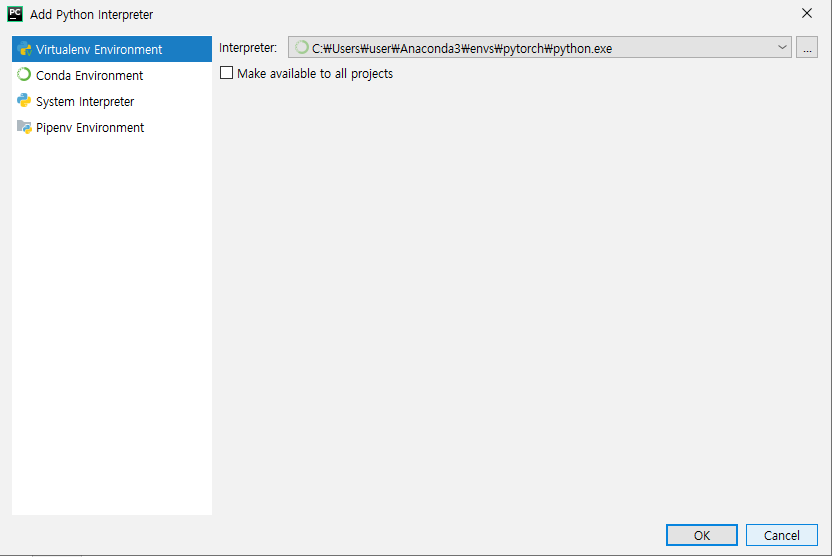 PC Add Python Interpreter
Virtualenv Environment
Conda Environment
System Interpreter
Pipenv Environment
Interpreter: C:₩Users₩user₩Anaconda3₩envs₩pytorch₩python.exe ...
Make available to all projects
OK Cancel